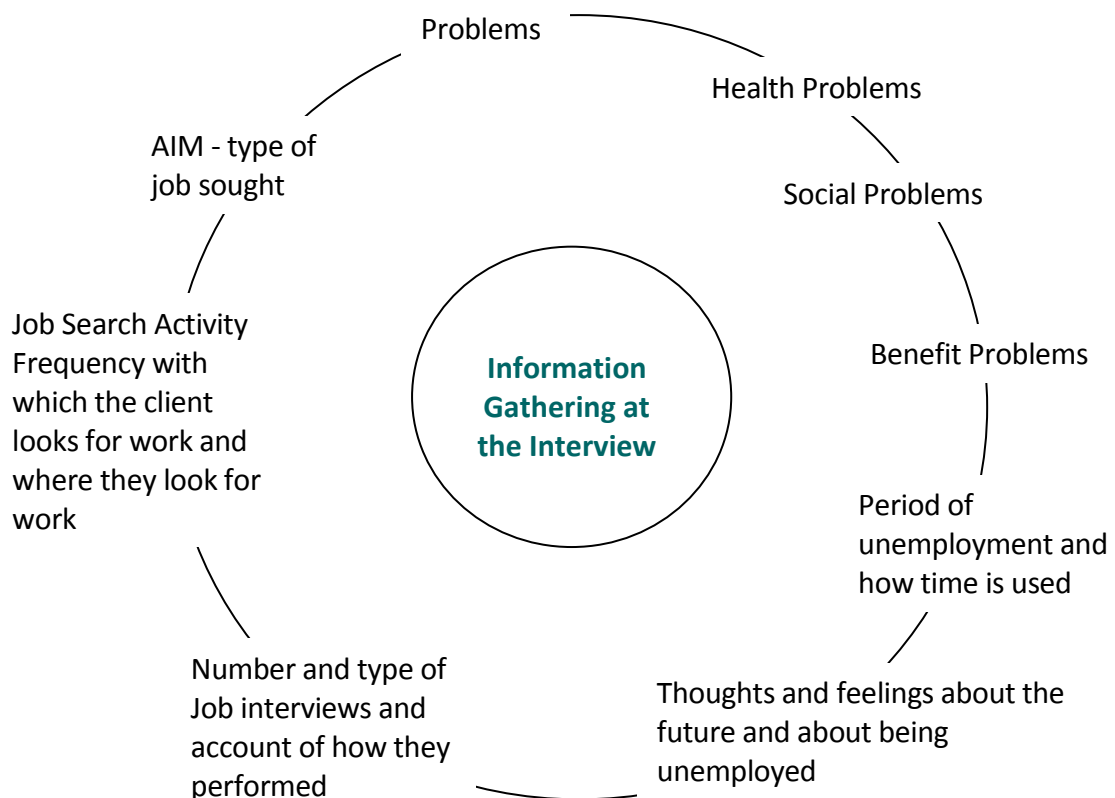 Problems
Health Problems
Social Problems
Benefit Problems
Period of
unemployment and
how time is used
Thoughts and feelings about the
future and about being
unemployed
Number and type of
Job interviews and
account of how they
performed
Job Search Activity
Frequency with
which the client
looks for work and
where they look for
work
AIM - type of
job sought
Information
Gathering at
the Interview